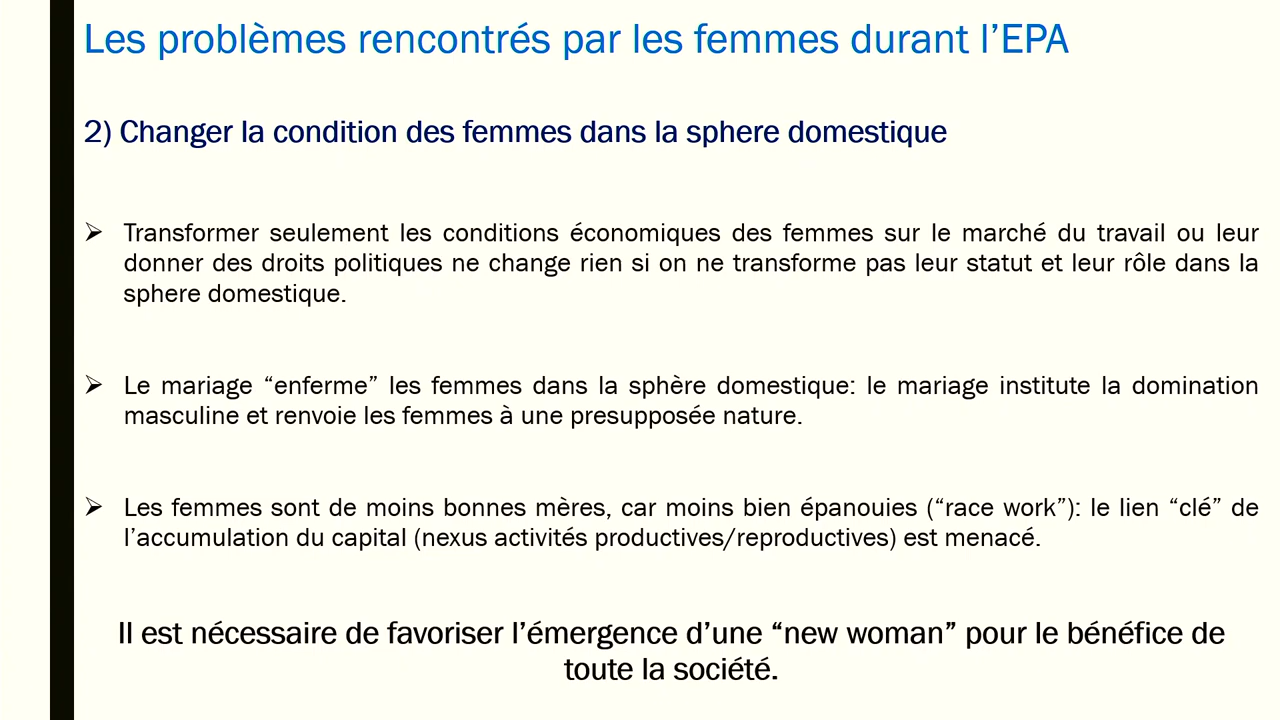 Les problèmes rencontrés par les femmes durant l’EPA
2) Changer la condition des femmes dans la sphere domestique
Transformer seulement les conditions économiques des femmes sur le marché du travail ou leur
donner des droits politiques ne change rien si on ne transforme pas leur statut et leur rôle dans la
sphere domestique.
Le mariage “enferme” les femmes dans la sphère domestique: le mariage institute la domination
masculine et renvoie les femmes à une presupposée nature.
Les femmes sont de moins bonnes mères, car moins bien épanouies (“race work”): le lien “clé” de
l’accumulation du capital (nexus activités productives/reproductives) est menacé.
Il est nécessaire de favoriser l’émergence d’une “new woman” pour le bénéfice de
toute la société.